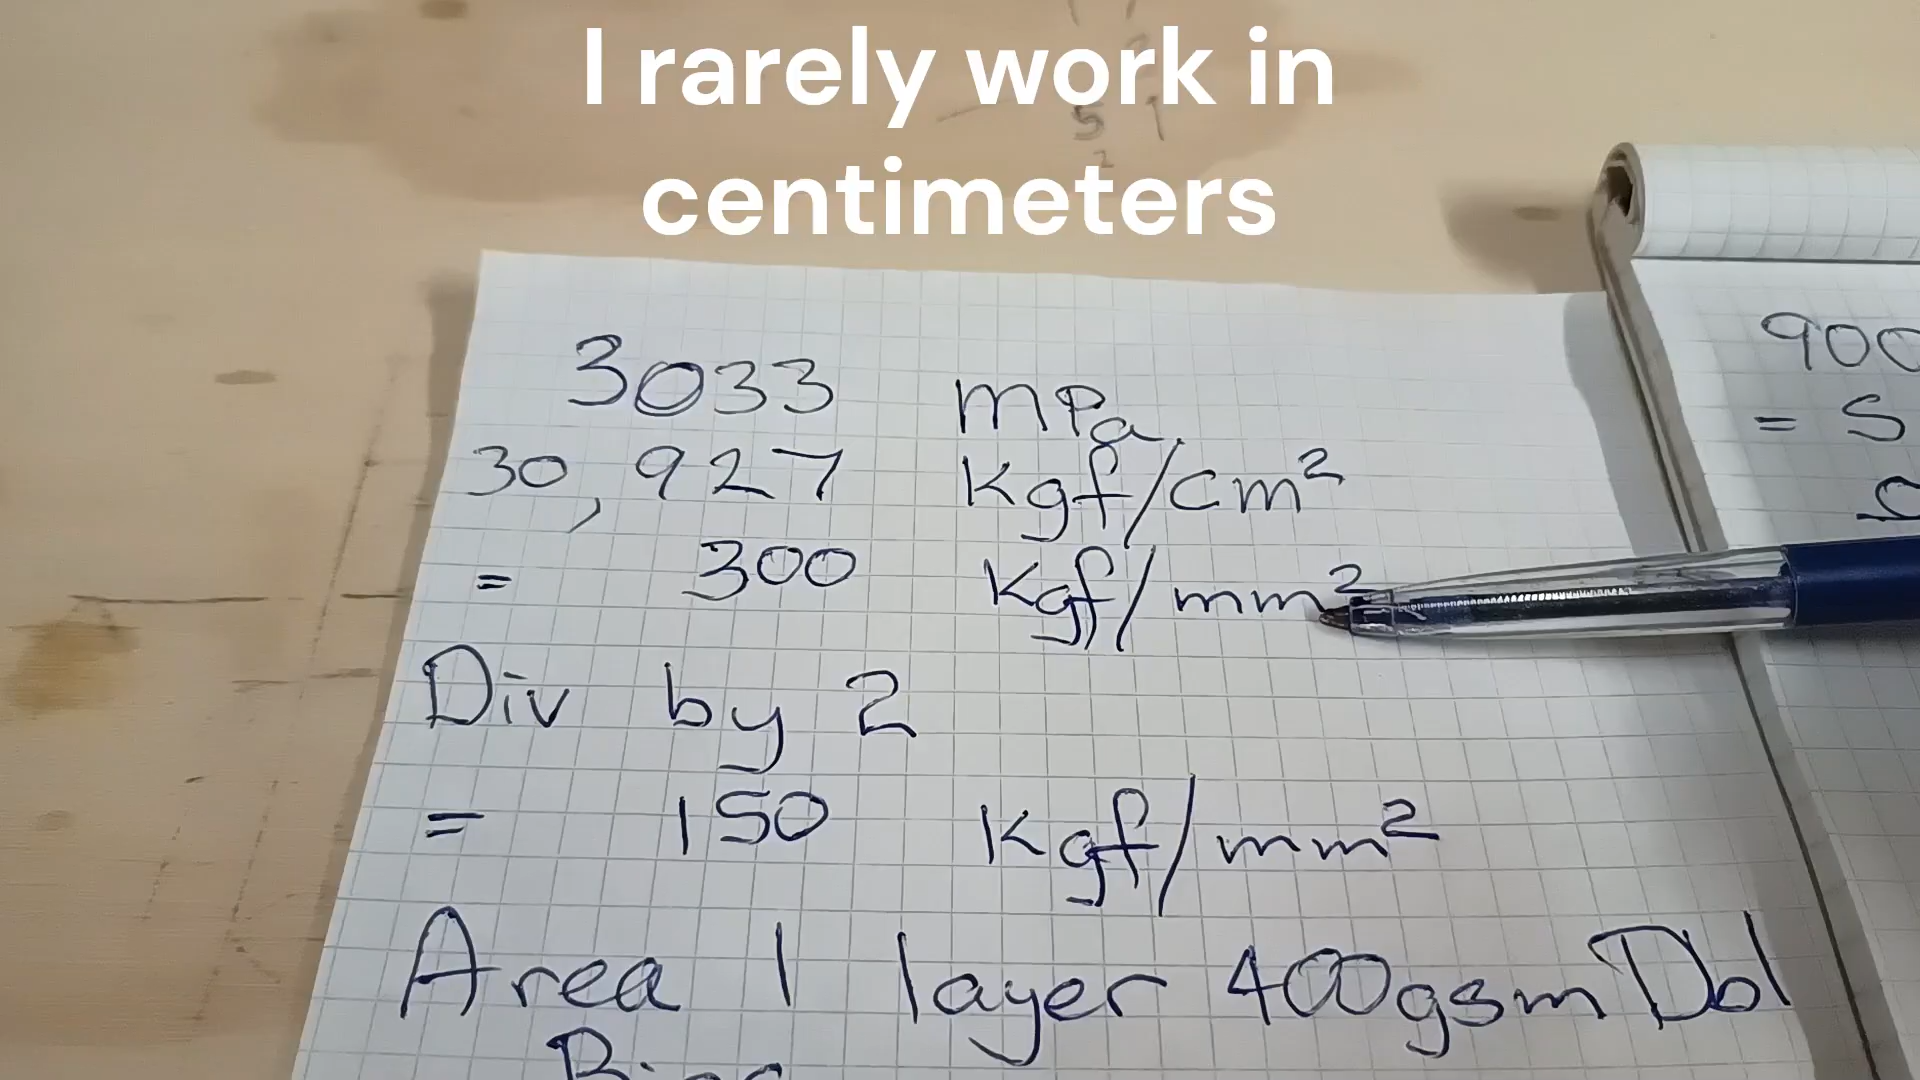 I rarely work in
centimeters
3033 mPa
30,927 Kgf/cm²
= 300 Kgf/mm²
Div by 2
= 150 Kgf/mm²
Area 1 layer 400gsm Dbl
900
= S